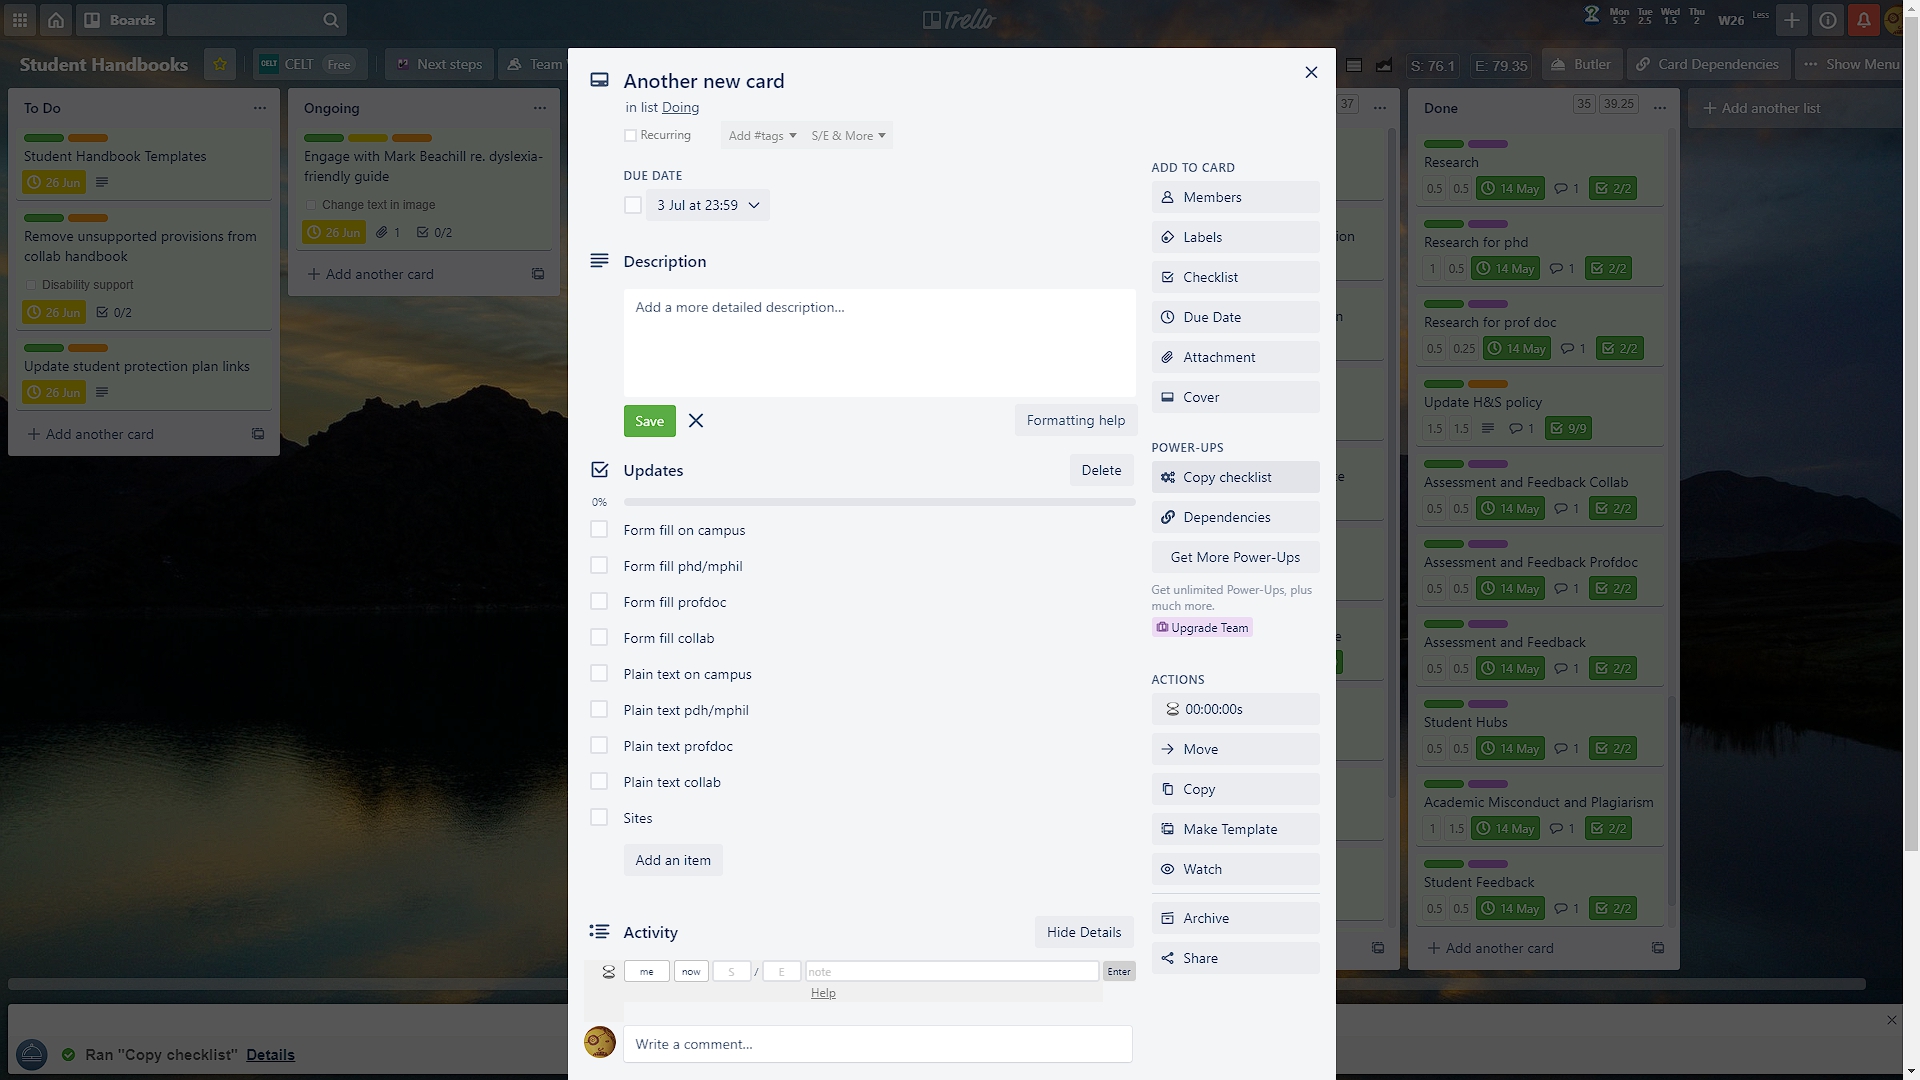 Boards
Trello
Mon
5.5
Tue
2.5
Wed
1.5
Thu
2
W26
Less
Student Handbooks
CELT
CELT
Free
Next steps
Team
S: 76.1
E: 79.35
Butler
Card Dependencies
Show Menu
To Do
Student Handbook Templates
26 Jun
Remove unsupported provisions from
collab handbook
Disability support
26 Jun
0/2
Update student protection plan links
26 Jun
Add another card
Ongoing
Engage with Mark Beachill re. dyslexia-
friendly guide
Change text in image
26 Jun
1
0/2
Add another card
Another new card
in list Doing
Recurring
Add #tags
S/E & More
DUE DATE
3 Jul at 23:59
Description
Add a more detailed description...
Save
Formatting help
Updates
Delete
0%
Form fill on campus
Form fill phd/mphil
Form fill profdoc
Form fill collab
Plain text on campus
Plain text pdh/mphil
Plain text profdoc
Plain text collab
Sites
Add an item
Activity
Hide Details
me
now
S
/
E
note
Enter
Help
Write a comment...
ADD TO CARD
Members
Labels
Checklist
Due Date
Attachment
Cover
POWER-UPS
Copy checklist
Dependencies
Get More Power-Ups
Get unlimited Power-Ups, plus
much more.
Upgrade Team
ACTIONS
00:00:00s
Move
Copy
Make Template
Watch
Archive
Share
37
Done
35
39.25
Research
0.5
0.5
14 May
1
2/2
Research for phd
1
0.5
14 May
1
2/2
Research for prof doc
0.5
0.25
14 May
1
2/2
Update H&S policy
1.5
1.5
1
9/9
Assessment and Feedback Collab
0.5
0.5
14 May
1
2/2
Assessment and Feedback Profdoc
0.5
0.5
14 May
1
2/2
Assessment and Feedback
0.5
0.5
14 May
1
2/2
Student Hubs
0.5
0.5
14 May
1
2/2
Academic Misconduct and Plagiarism
1
1.5
14 May
1
2/2
Student Feedback
0.5
0.5
14 May
1
2/2
Add another card
Add another list
Ran "Copy checklist" Details